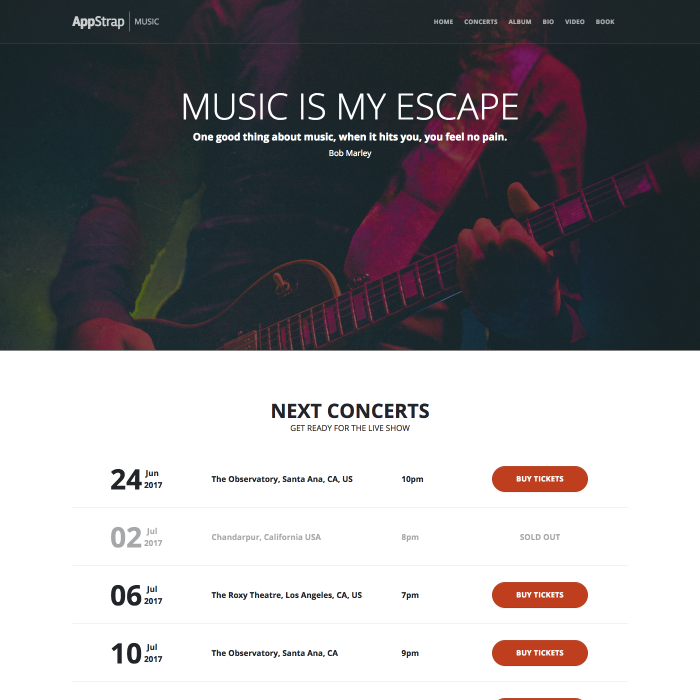 AppStrap MUSIC
HOME CONCERTS ALBUM BIO VIDEO BOOK
MUSIC IS MY ESCAPE
One good thing about music, when it hits you, you feel no pain.
Bob Marley
NEXT CONCERTS
GET READY FOR THE LIVE SHOW
24 Jun 2017 The Observatory, Santa Ana, CA, US 10pm BUY TICKETS
02 Jul 2017 Chandarpur, California USA 8pm SOLD OUT
06 Jul 2017 The Roxy Theatre, Los Angeles, CA, US 7pm BUY TICKETS
10 Jul 2017 The Observatory, Santa Ana, CA 9pm BUY TICKETS